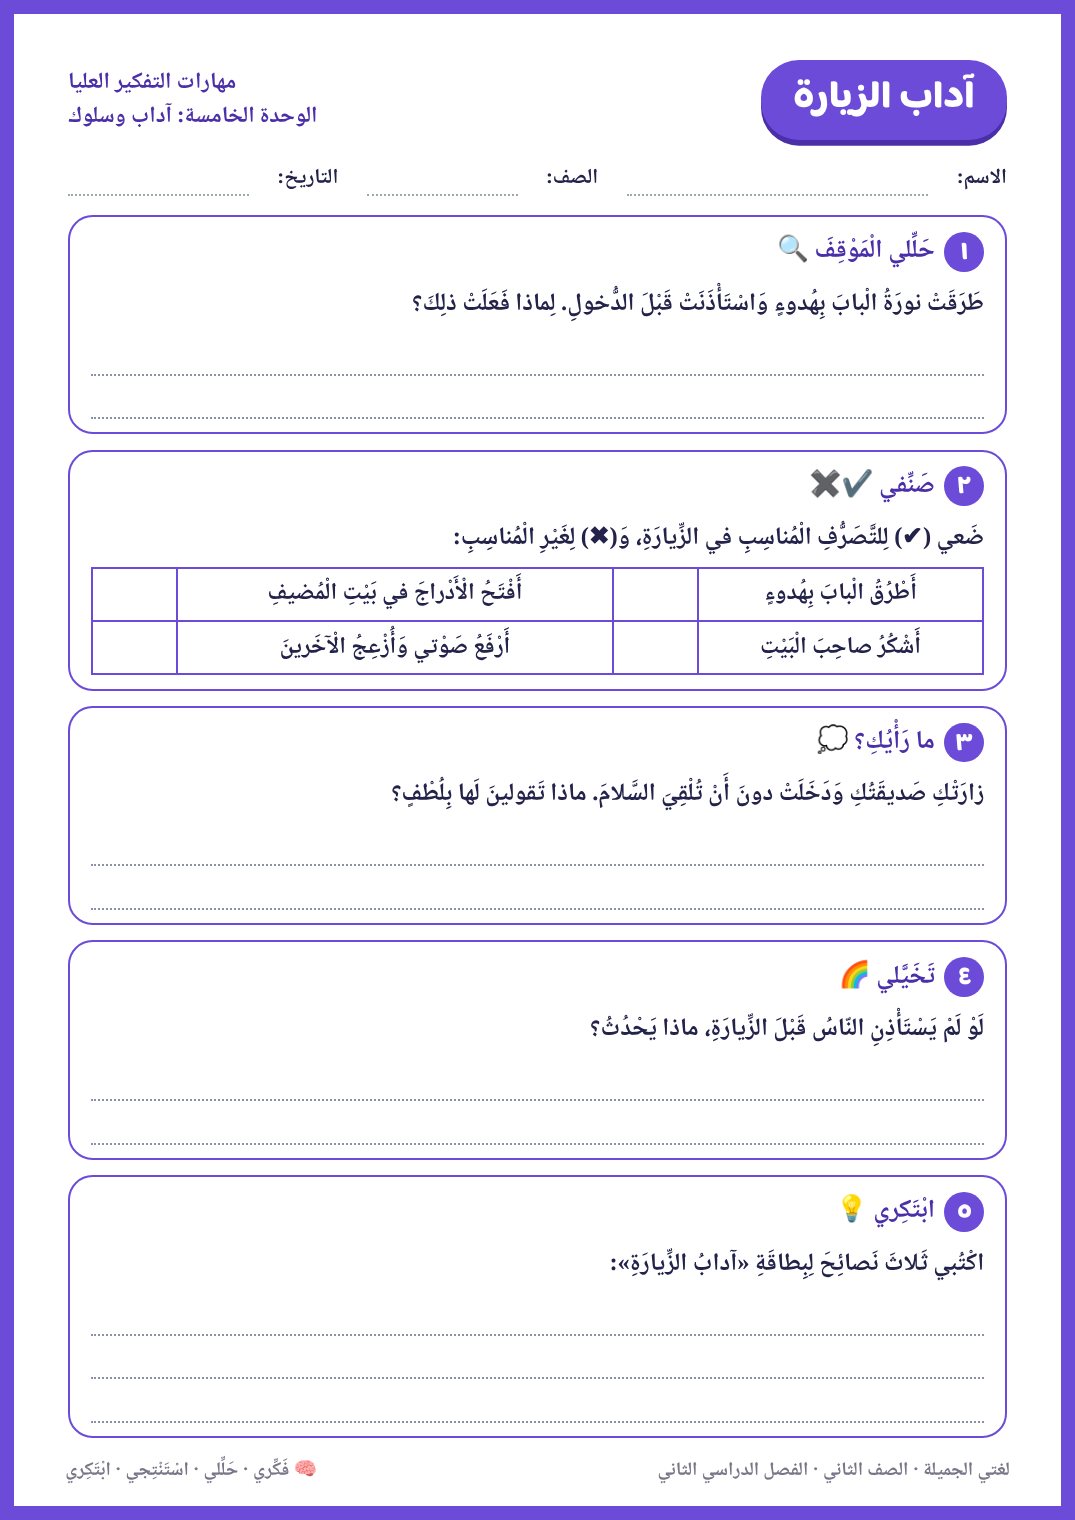 آداب الزيارة
مهارات التفكير العليا
الوحدة الخامسة: آداب وسلوك
الاسم: الصف: التاريخ:
١ حَلِّلي الْمَوْقِفَ 🔍
طَرَقَتْ نورَةُ الْبابَ بِهُدوءٍ وَاسْتَأْذَنَتْ قَبْلَ الدُّخولِ. لِماذا فَعَلَتْ ذلِكَ؟
٢ صَنِّفي ✔✖
ضَعي (✔) لِلتَّصَرُّفِ الْمُناسِبِ في الزِّيارَةِ، وَ(✖) لِغَيْرِ الْمُناسِبِ:
أَطْرُقُ الْبابَ بِهُدوءٍ أَفْتَحُ الْأَدْراجَ في بَيْتِ الْمُضيفِ
أَشْكُرُ صاحِبَ الْبَيْتِ أَرْفَعُ صَوْتي وَأُزْعِجُ الْآخَرينَ
٣ ما رَأْيُكِ؟ 💭
زارَتْكِ صَديقَتُكِ وَدَخَلَتْ دونَ أَنْ تُلْقِيَ السَّلامَ. ماذا تَقولينَ لَها بِلُطْفٍ؟
٤ تَخَيَّلي 🌈
لَوْ لَمْ يَسْتَأْذِنِ النّاسُ قَبْلَ الزِّيارَةِ، ماذا يَحْدُثُ؟
٥ ابْتَكِري 💡
اكْتُبي ثَلاثَ نَصائِحَ لِبِطاقَةِ «آدابُ الزِّيارَةِ»:
لغتي الجميلة · الصف الثاني · الفصل الدراسي الثاني
🧠 فَكِّري · حَلِّلي · اسْتَنْتِجي · ابْتَكِري